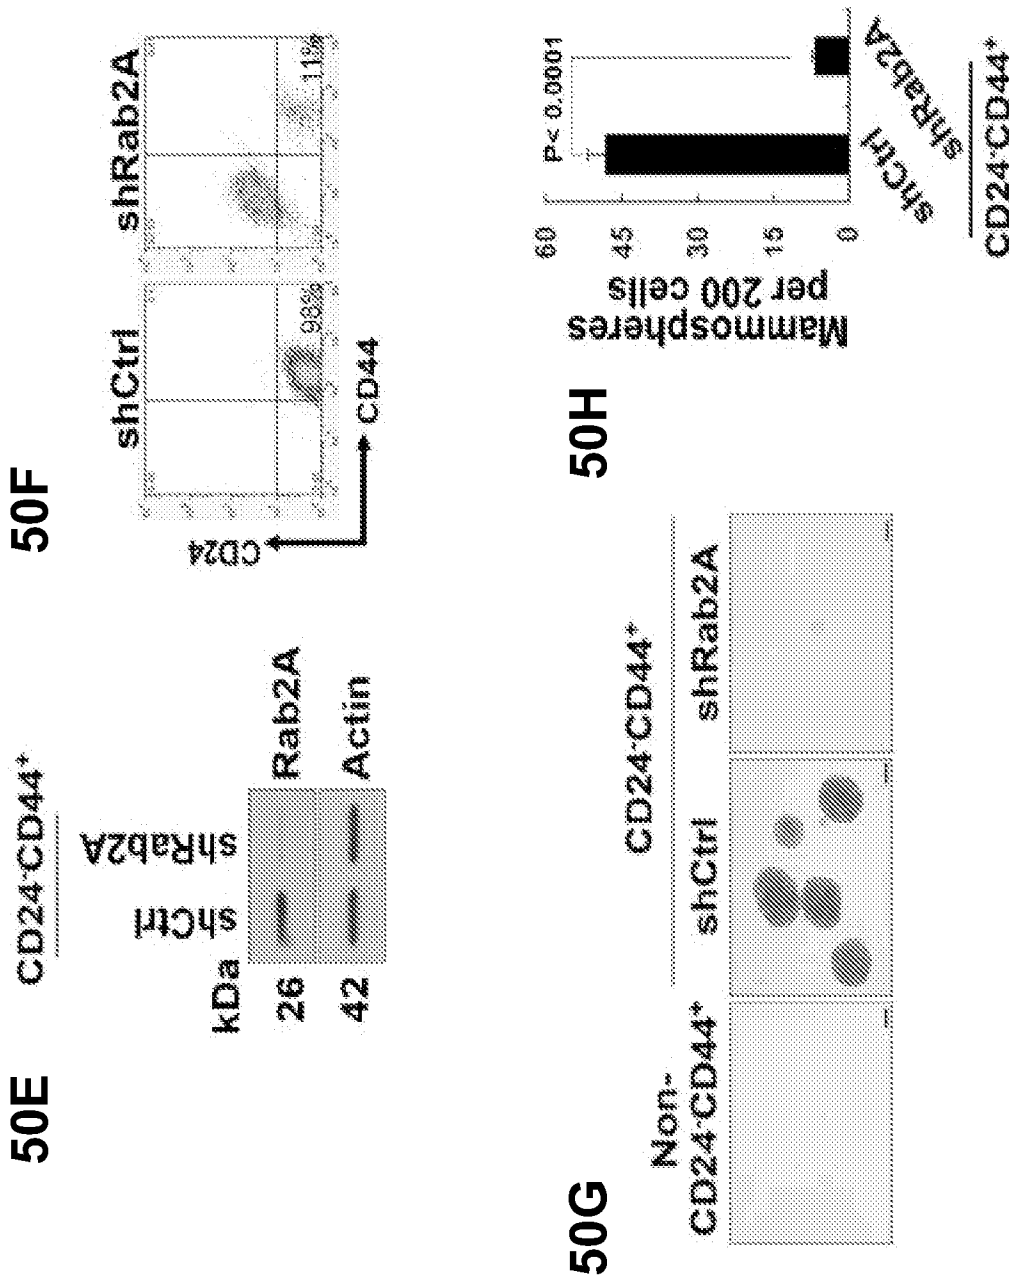 50E
CD24-CD44+
shCtrl
shRab2A
kDa
26
Rab2A
42
Actin
50F
shCtrl
shRab2A
98%
11%
CD24
CD44
50G
Non-
CD24-CD44+
CD24-CD44+
shCtrl
shRab2A
50H
Mammospheres
per 200 cells
60
45
30
15
0
P< 0.0001
shCtrl
shRab2A
CD24-CD44+